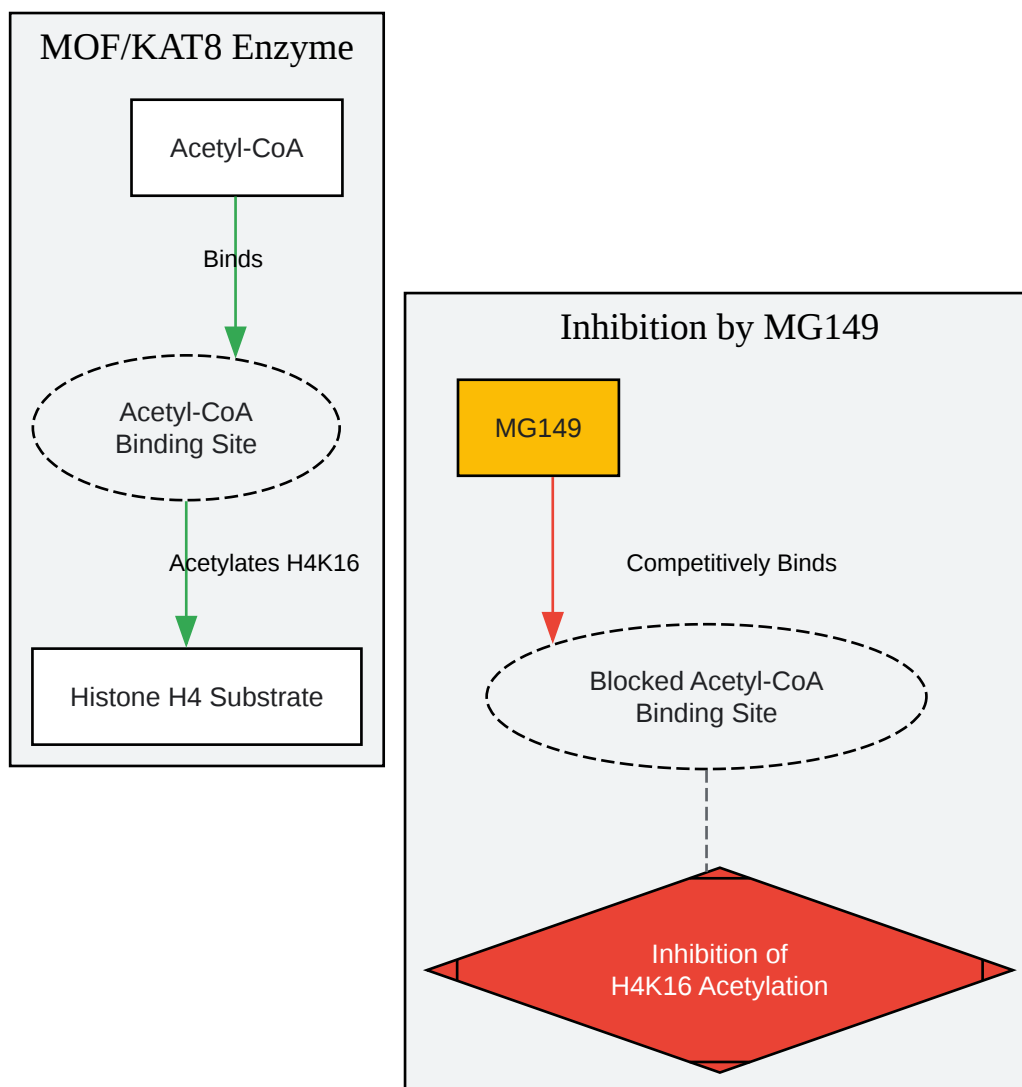 MOF/KAT8 Enzyme
Acetyl-CoA
Binds
Acetyl-CoA
Binding Site
Acetylates H4K16
Histone H4 Substrate
Inhibition by MG149
MG149
Competitively Binds
Blocked Acetyl-CoA
Binding Site
Inhibition of
H4K16 Acetylation